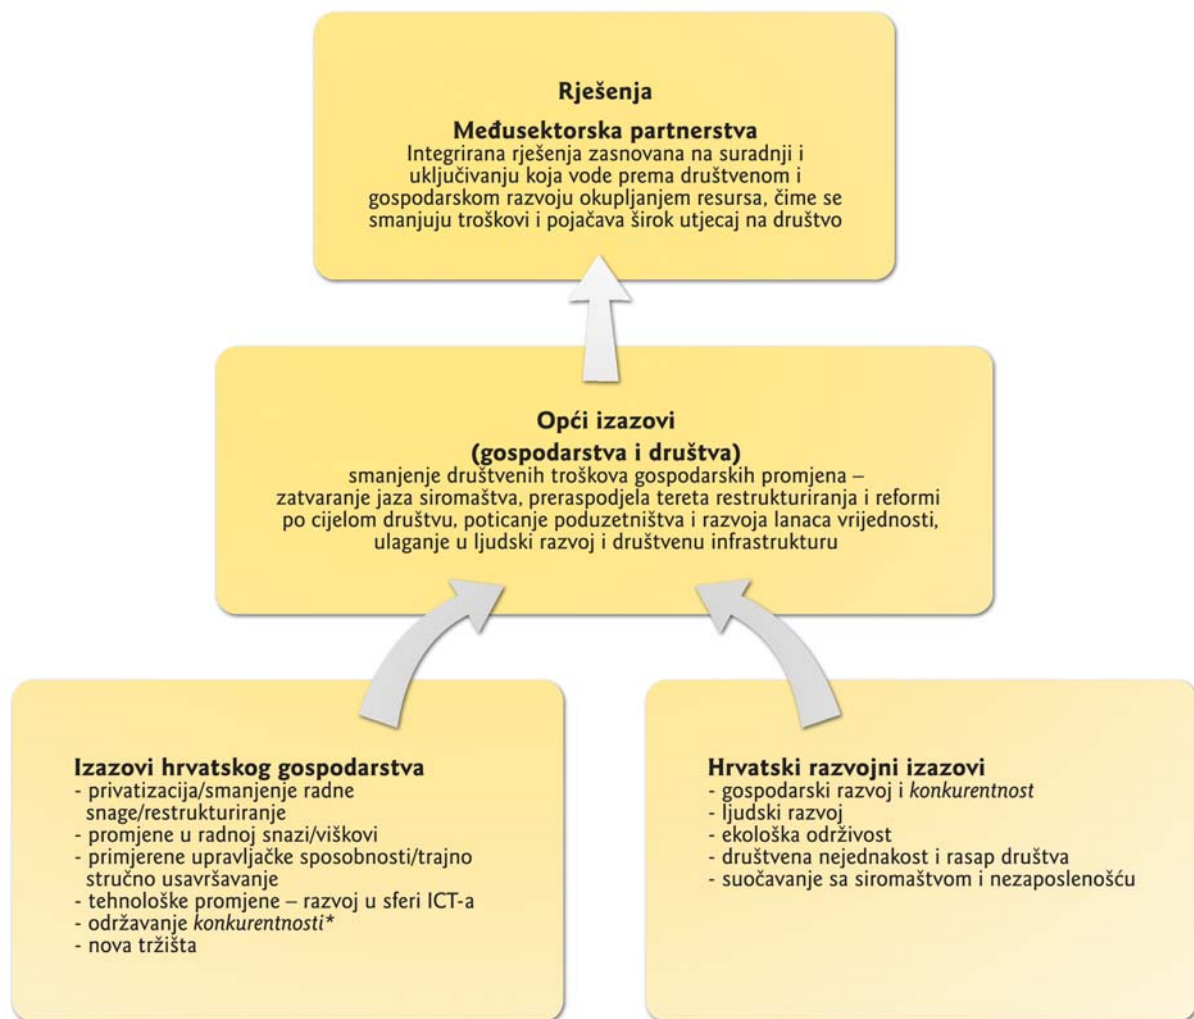 Rješenja
Međusektorska partnerstva
Integrirana rješenja zasnovana na suradnji i
uključivanju koja vode prema društvenom i
gospodarskom razvoju okupljanjem resursa, čime se
smanjuju troškovi i pojačava širok utjecaj na društvo
Opći izazovi
(gospodarstva i društva)
smanjenje društvenih troškova gospodarskih promjena –
zatvaranje jaza siromaštva, preraspodjela tereta restrukturiranja i reformi
po cijelom društvu, poticanje poduzetništva i razvoja lanaca vrijednosti,
ulaganje u ljudski razvoj i društvenu infrastrukturu
Izazovi hrvatskog gospodarstva
- privatizacija/smanjenje radne
snage/restrukturiranje
- promjene u radnoj snazi/viškovi
- primjerene upravljačke sposobnosti/trajno
stručno usavršavanje
- tehnološke promjene – razvoj u sferi ICT-a
- održavanje konkurentnosti*
- nova tržišta
Hrvatski razvojni izazovi
- gospodarski razvoj i konkurentnost
- ljudski razvoj
- ekološka održivost
- društvena nejednakost i rasap društva
- suočavanje sa siromaštvom i nezaposlenošću